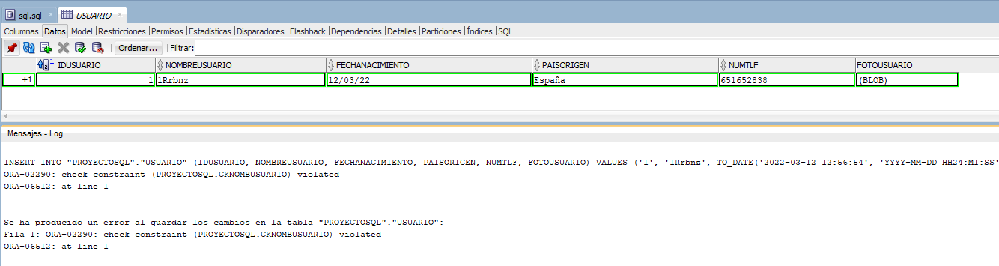 sql.sql USUARIO
Columnas Datos Model Restricciones Permisos Estadísticas Disparadores Flashback Dependencias Detalles Particiones Índices SQL
Ordenar... Filtrar:
IDUSUARIO NOMBREUSUARIO FECHANACIMIENTO PAISORIGEN NUMTLF FOTOUSUARIO
+1 1 1Rrbnz 12/03/22 España 651652838 (BLOB)
Mensajes - Log
INSERT INTO "PROYECTOSQL"."USUARIO" (IDUSUARIO, NOMBREUSUARIO, FECHANACIMIENTO, PAISORIGEN, NUMTLF, FOTOUSUARIO) VALUES ('1', '1Rrbnz', TO_DATE('2022-03-12 12:56:54', 'YYYY-MM-DD HH24:MI:SS'
ORA-02290: check constraint (PROYECTOSQL.CKNOMBUSUARIO) violated
ORA-06512: at line 1
Se ha producido un error al guardar los cambios en la tabla "PROYECTOSQL"."USUARIO":
Fila 1: ORA-02290: check constraint (PROYECTOSQL.CKNOMBUSUARIO) violated
ORA-06512: at line 1